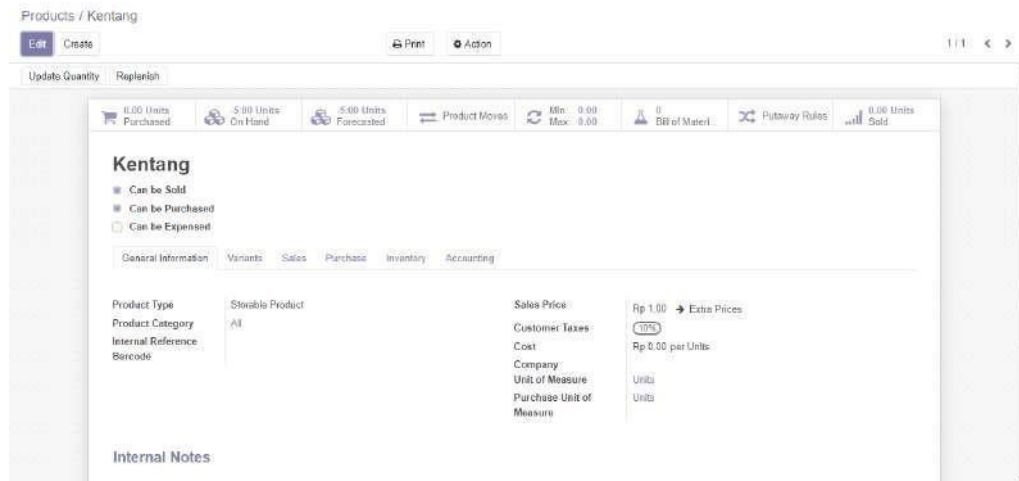 Products / Kentang
Edit Create Print Action 1 / 1
Update Quantity Replenish
0.00 Units Purchased
5.00 Units On Hand
5.00 Units Forecasted
Product Moves
Min: 0.00
Max: 0.00
0
Bill of Materi...
Putaway Rules
0.00 Units Sold
Kentang
Can be Sold
Can be Purchased
Can be Expensed
General Information Variants Sales Purchase Inventory Accounting
Product Type Storable Product
Product Category All
Internal Reference
Barcode
Sales Price Rp 1.00 Extra Prices
Customer Taxes 10%
Cost Rp 0.00 per Units
Company
Unit of Measure Units
Purchase Unit of Measure Units
Internal Notes